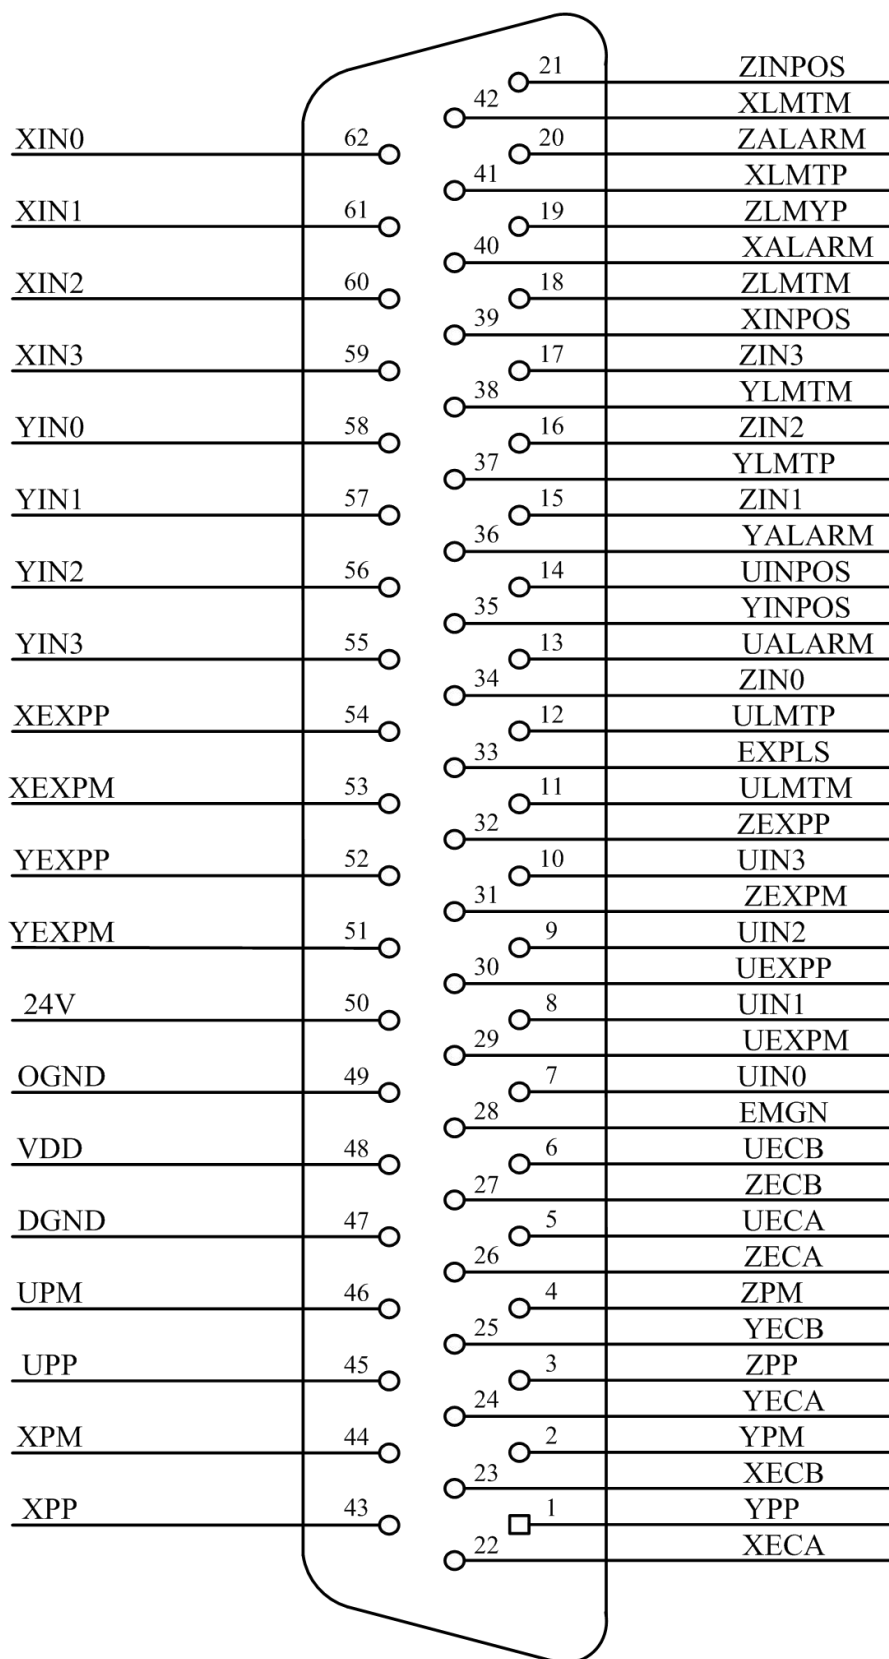 21 ZINPOS
42 XLMTM
XIN0 62 20 ZALARM
41 XLMTP
XIN1 61 19 ZLMYP
40 XALARM
XIN2 60 18 ZLMTM
39 XINPOS
XIN3 59 17 ZIN3
38 YLMTM
YIN0 58 16 ZIN2
37 YLMTP
YIN1 57 15 ZIN1
36 YALARM
YIN2 56 14 UINPOS
35 YINPOS
YIN3 55 13 UALARM
34 ZIN0
XEXPP 54 12 ULMTP
33 EXPLS
XEXPM 53 11 ULMTM
32 ZEXPP
YEXPP 52 10 UIN3
31 ZEXPM
YEXPM 51 9 UIN2
30 UEXPP
24V 50 8 UIN1
29 UEXPM
OGND 49 7 UIN0
28 EMGN
VDD 48 6 UECB
27 ZECB
DGND 47 5 UECA
26 ZECA
UPM 46 4 ZPM
25 YECB
UPP 45 3 ZPP
24 YECA
XPM 44 2 YPM
23 XECB
XPP 43 1 YPP
22 XECA